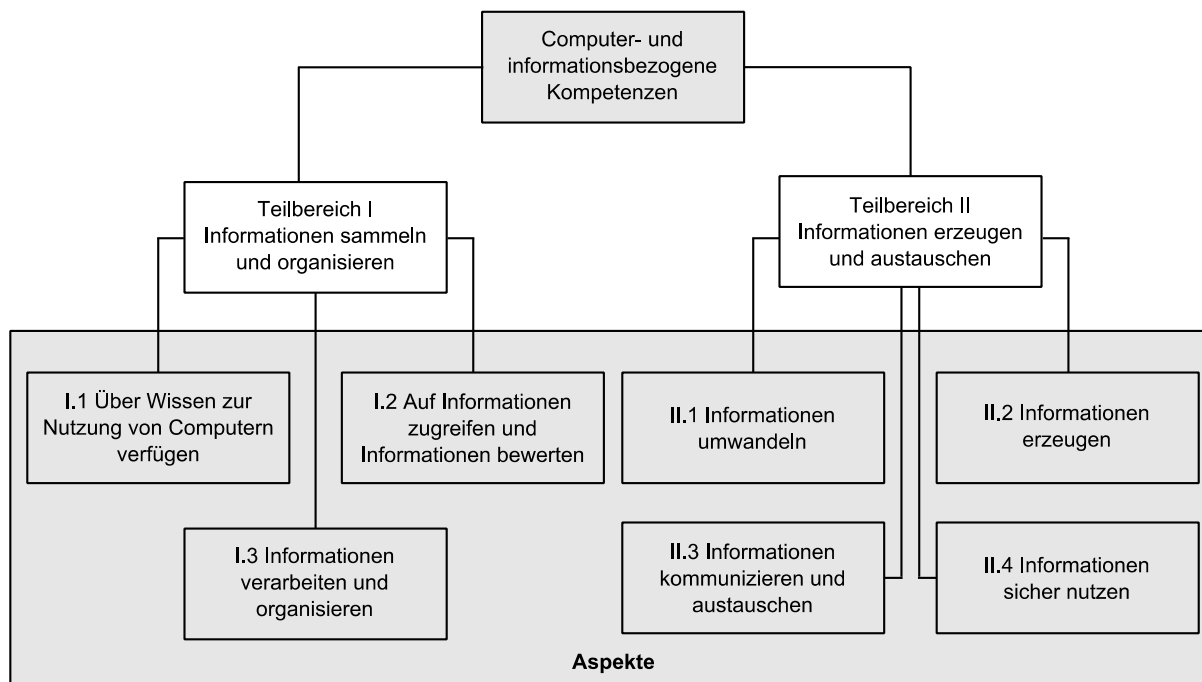 Computer- und
informationsbezogene
Kompetenzen
Teilbereich I
Informationen sammeln
und organisieren
Teilbereich II
Informationen erzeugen
und austauschen
I.1 Über Wissen zur
Nutzung von Computern
verfügen
I.2 Auf Informationen
zugreifen und
Informationen bewerten
II.1 Informationen
umwandeln
II.2 Informationen
erzeugen
I.3 Informationen
verarbeiten und
organisieren
II.3 Informationen
kommunizieren und
austauschen
II.4 Informationen
sicher nutzen
Aspekte